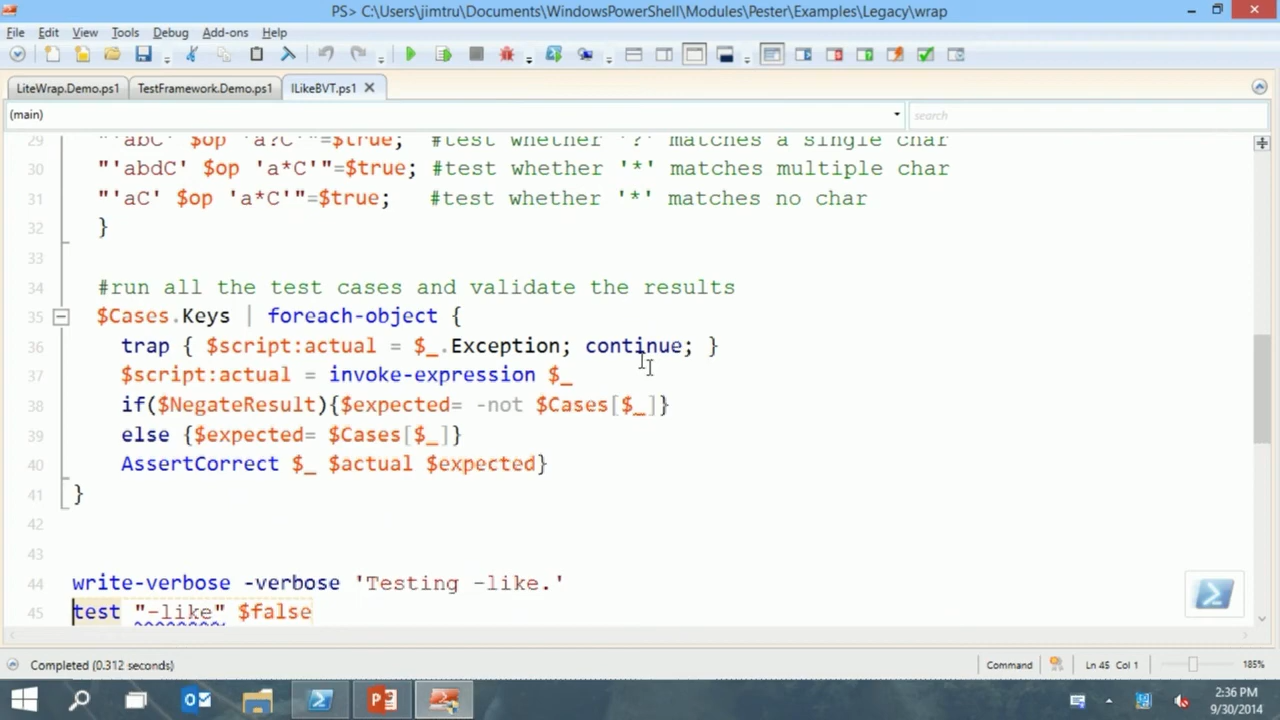 PS> C:\Users\jimtru\Documents\WindowsPowerShell\Modules\Pester\Examples\Legacy\wrap
File Edit View Tools Debug Add-ons Help
LiteWrap.Demo.ps1 TestFramework.Demo.ps1 ILikeBVT.ps1
(main) search
29 "'abC' $op 'a?C'"=$true; #test whether '?' matches a single char
30 "'abdC' $op 'a*C'"=$true; #test whether '*' matches multiple char
31 "'aC' $op 'a*C'"=$true; #test whether '*' matches no char
32 }
33
34 #run all the test cases and validate the results
35 $Cases.Keys | foreach-object {
36 trap { $script:actual = $_.Exception; continue; }
37 $script:actual = invoke-expression $_
38 if($NegateResult){$expected= -not $Cases[$_]}
39 else {$expected= $Cases[$_]}
40 AssertCorrect $_ $actual $expected}
41 }
42
43
44 write-verbose -verbose 'Testing -like.'
45 test "-like" $false
Completed (0.312 seconds) Command Ln 45 Col 1 185%
2:36 PM
9/30/2014